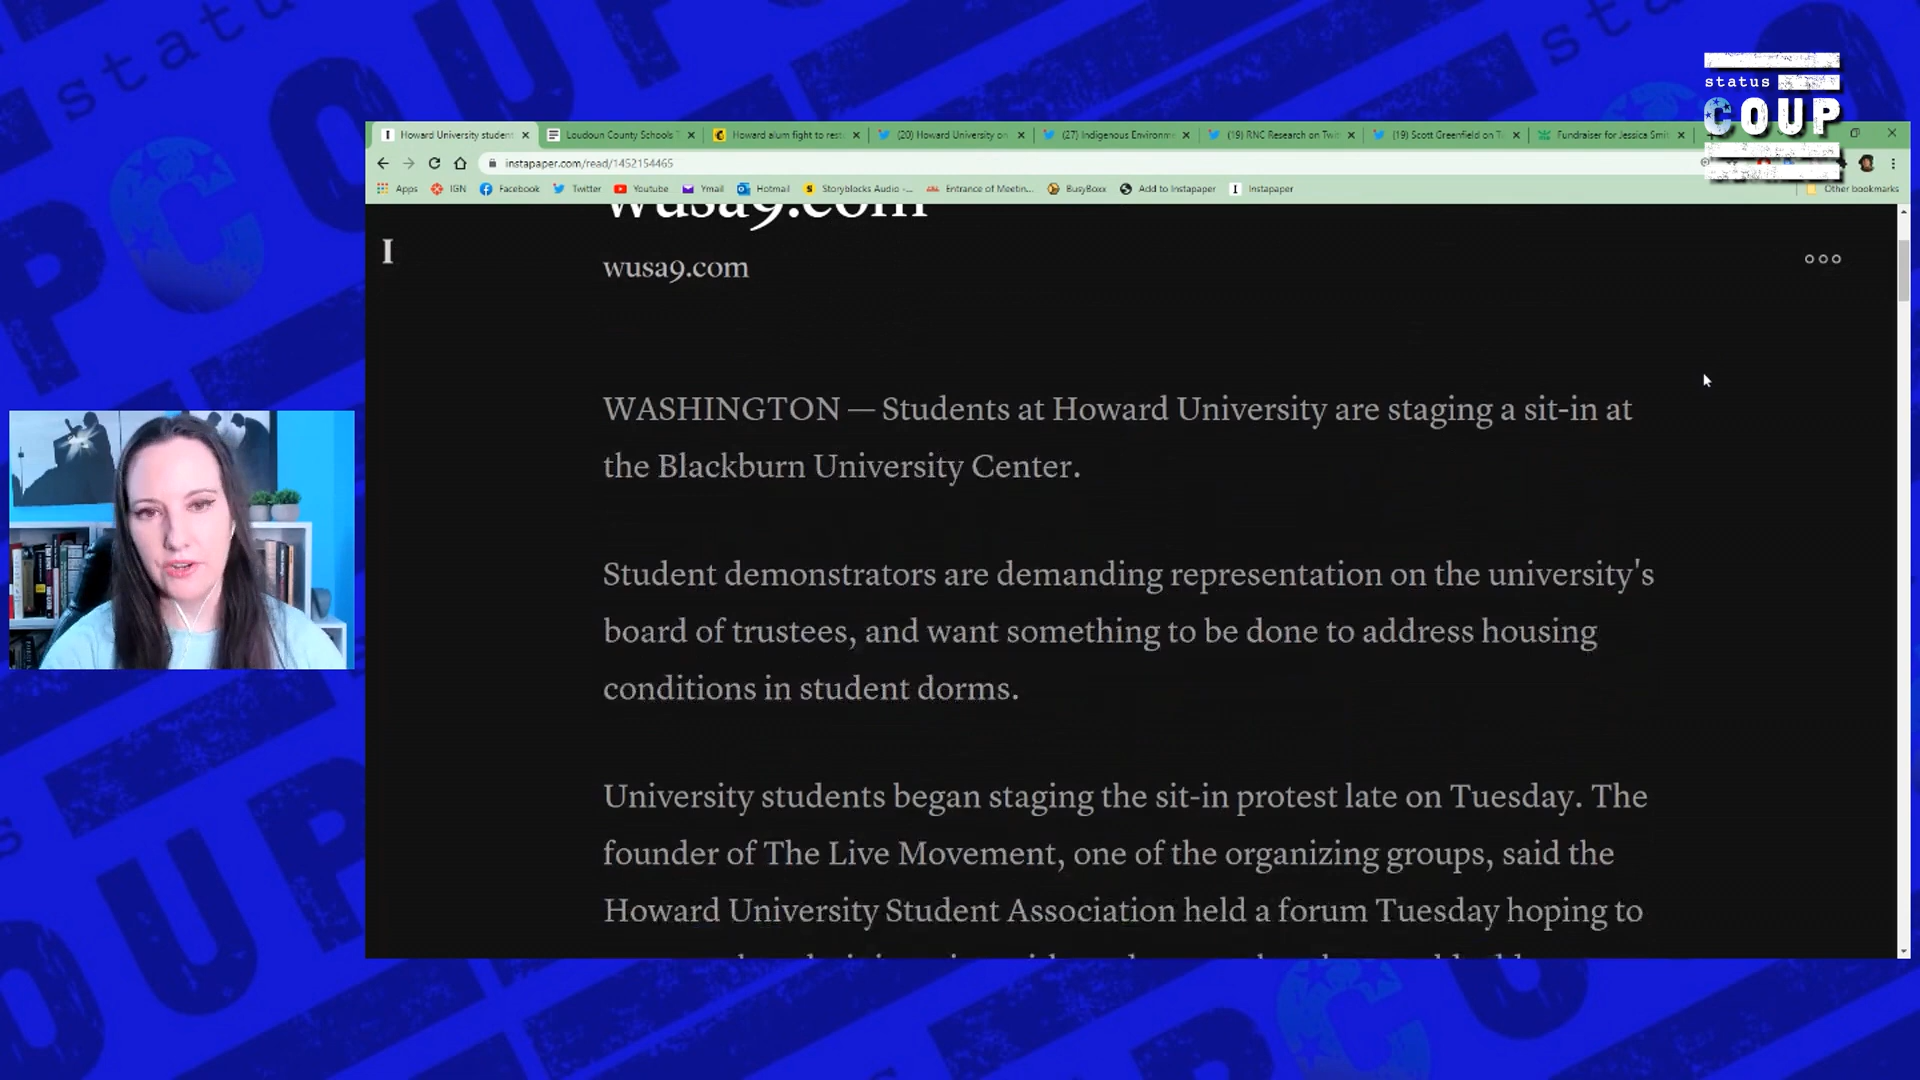 status
COUP
Howard University student
Loudoun County Schools T
Howard alum fight to rest
(20) Howard University on
(27) Indigenous Environm
(19) RNC Research on Twit
(19) Scott Greenfield on T
Fundraiser for Jessica Smi
instapaper.com/read/1452154465
Apps
IGN
Facebook
Twitter
Youtube
Ymail
Hotmail
Storyblocks Audio -...
Entrance of Meetin...
BusyBoxx
Add to Instapaper
Instapaper
Other bookmarks
wusa9.com
I
wusa9.com
WASHINGTON — Students at Howard University are staging a sit-in at
the Blackburn University Center.
Student demonstrators are demanding representation on the university's
board of trustees, and want something to be done to address housing
conditions in student dorms.
University students began staging the sit-in protest late on Tuesday. The
founder of The Live Movement, one of the organizing groups, said the
Howard University Student Association held a forum Tuesday hoping to